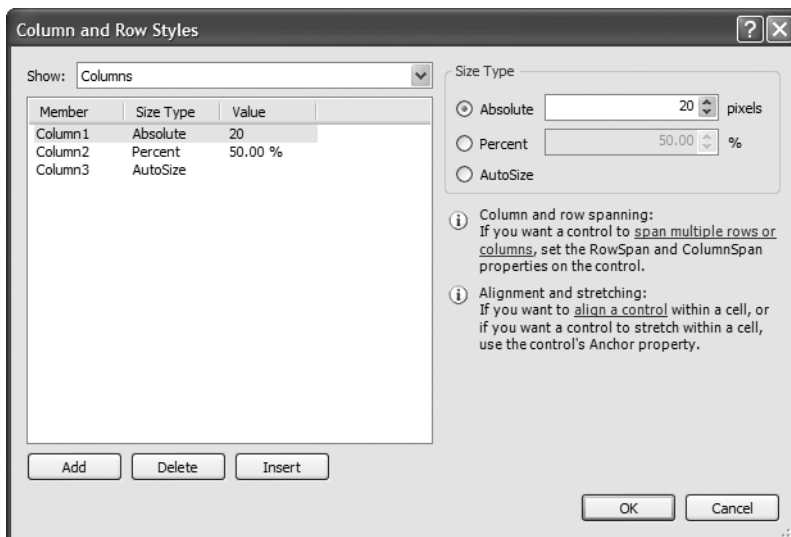 Column and Row Styles
Show: Columns
Member Size Type Value
Column1 Absolute 20
Column2 Percent 50.00 %
Column3 AutoSize
Add Delete Insert
Size Type
Absolute 20 pixels
Percent 50.00 %
AutoSize
Column and row spanning:
If you want a control to span multiple rows or
columns, set the RowSpan and ColumnSpan
properties on the control.
Alignment and stretching:
If you want to align a control within a cell, or
if you want a control to stretch within a cell,
use the control's Anchor property.
OK Cancel